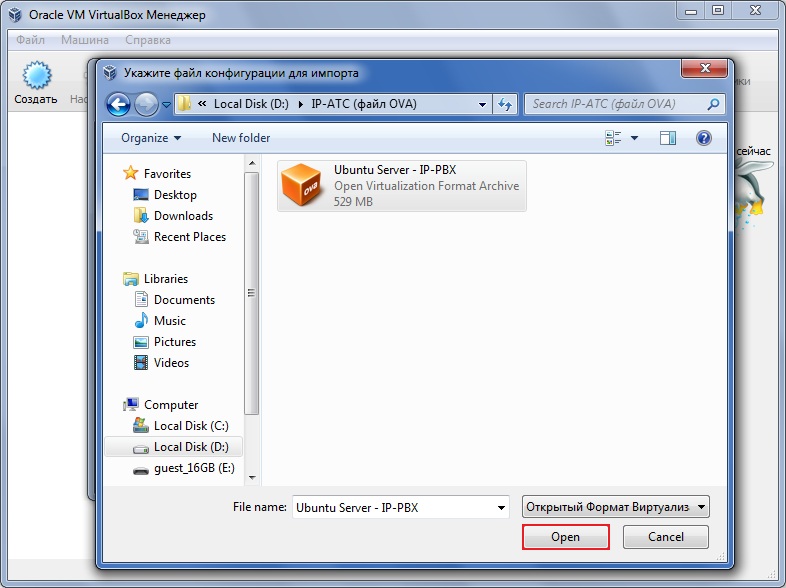 Oracle VM VirtualBox Менеджер
Файл Машина Справка
Укажите файл конфигурации для импорта
Создать
Нас
« Local Disk (D:) IP-ATC (файл OVA)
Search IP-ATC (файл OVA)
Organize New folder
сейчас
Favorites
Desktop
Downloads
Recent Places
Libraries
Documents
Music
Pictures
Videos
Computer
Local Disk (C:)
Local Disk (D:)
guest_16GB (E:)
ova
Ubuntu Server - IP-PBX
Open Virtualization Format Archive
529 MB
File name: Ubuntu Server - IP-PBX
Открытый Формат Виртуализ
Open Cancel